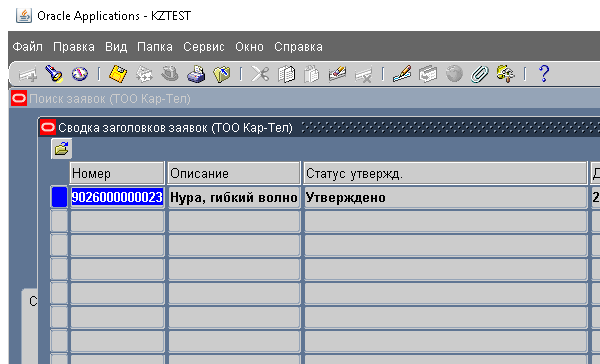 Oracle Applications - KZTEST
Файл Правка Вид Папка Сервис Окно Справка
Поиск заявок (ТОО Кар-Тел)
Сводка заголовков заявок (ТОО Кар-Тел)
Номер Описание Статус утвержд.
9026000000023 Нура, гибкий волно Утверждено